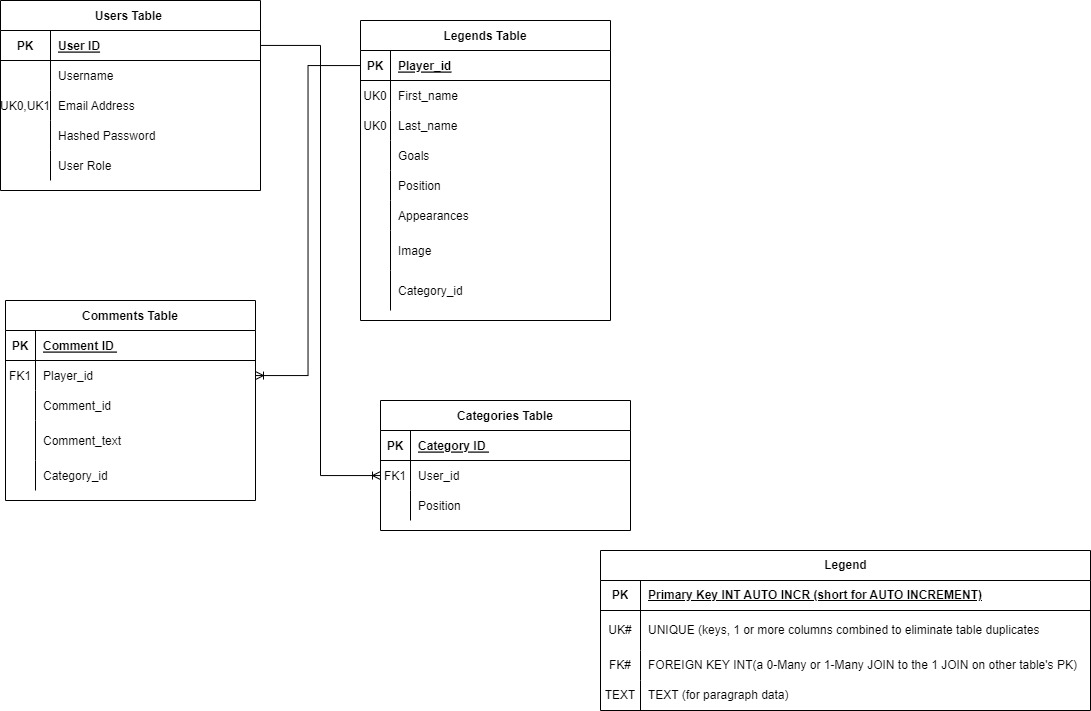 Users Table
PK User ID
Username
UK0,UK1 Email Address
Hashed Password
User Role
Legends Table
PK Player_id
UK0 First_name
UK0 Last_name
Goals
Position
Appearances
Image
Category_id
Comments Table
PK Comment ID
FK1 Player_id
Comment_id
Comment_text
Category_id
Categories Table
PK Category ID
FK1 User_id
Position
Legend
PK Primary Key INT AUTO INCR (short for AUTO INCREMENT)
UK# UNIQUE (keys, 1 or more columns combined to eliminate table duplicates
FK# FOREIGN KEY INT(a 0-Many or 1-Many JOIN to the 1 JOIN on other table's PK)
TEXT TEXT (for paragraph data)